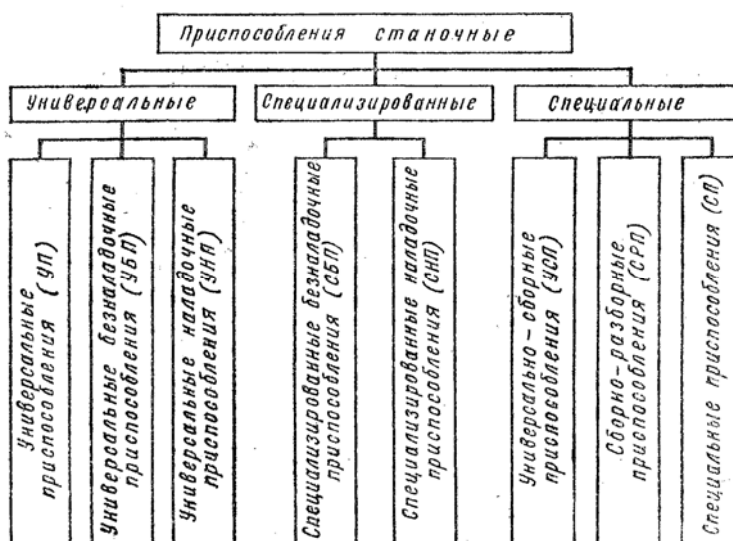 Приспособления станочные
Универсальные
Специализированные
Специальные
Универсальные
приспособления (УП)
Универсальные безналадочные
приспособления (УБП)
Универсальные наладочные
приспособления (УНП)
Специализированные безналадочные
приспособления (СБП)
Специализированные наладочные
приспособления (СНП)
Универсально-сборные
приспособления (УСП)
Сборно-разборные
приспособления (СРП)
Специальные приспособления (СП)